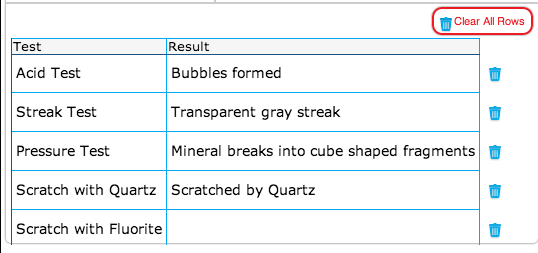 Clear All Rows
Test Result
Acid Test Bubbles formed
Streak Test Transparent gray streak
Pressure Test Mineral breaks into cube shaped fragments
Scratch with Quartz Scratched by Quartz
Scratch with Fluorite